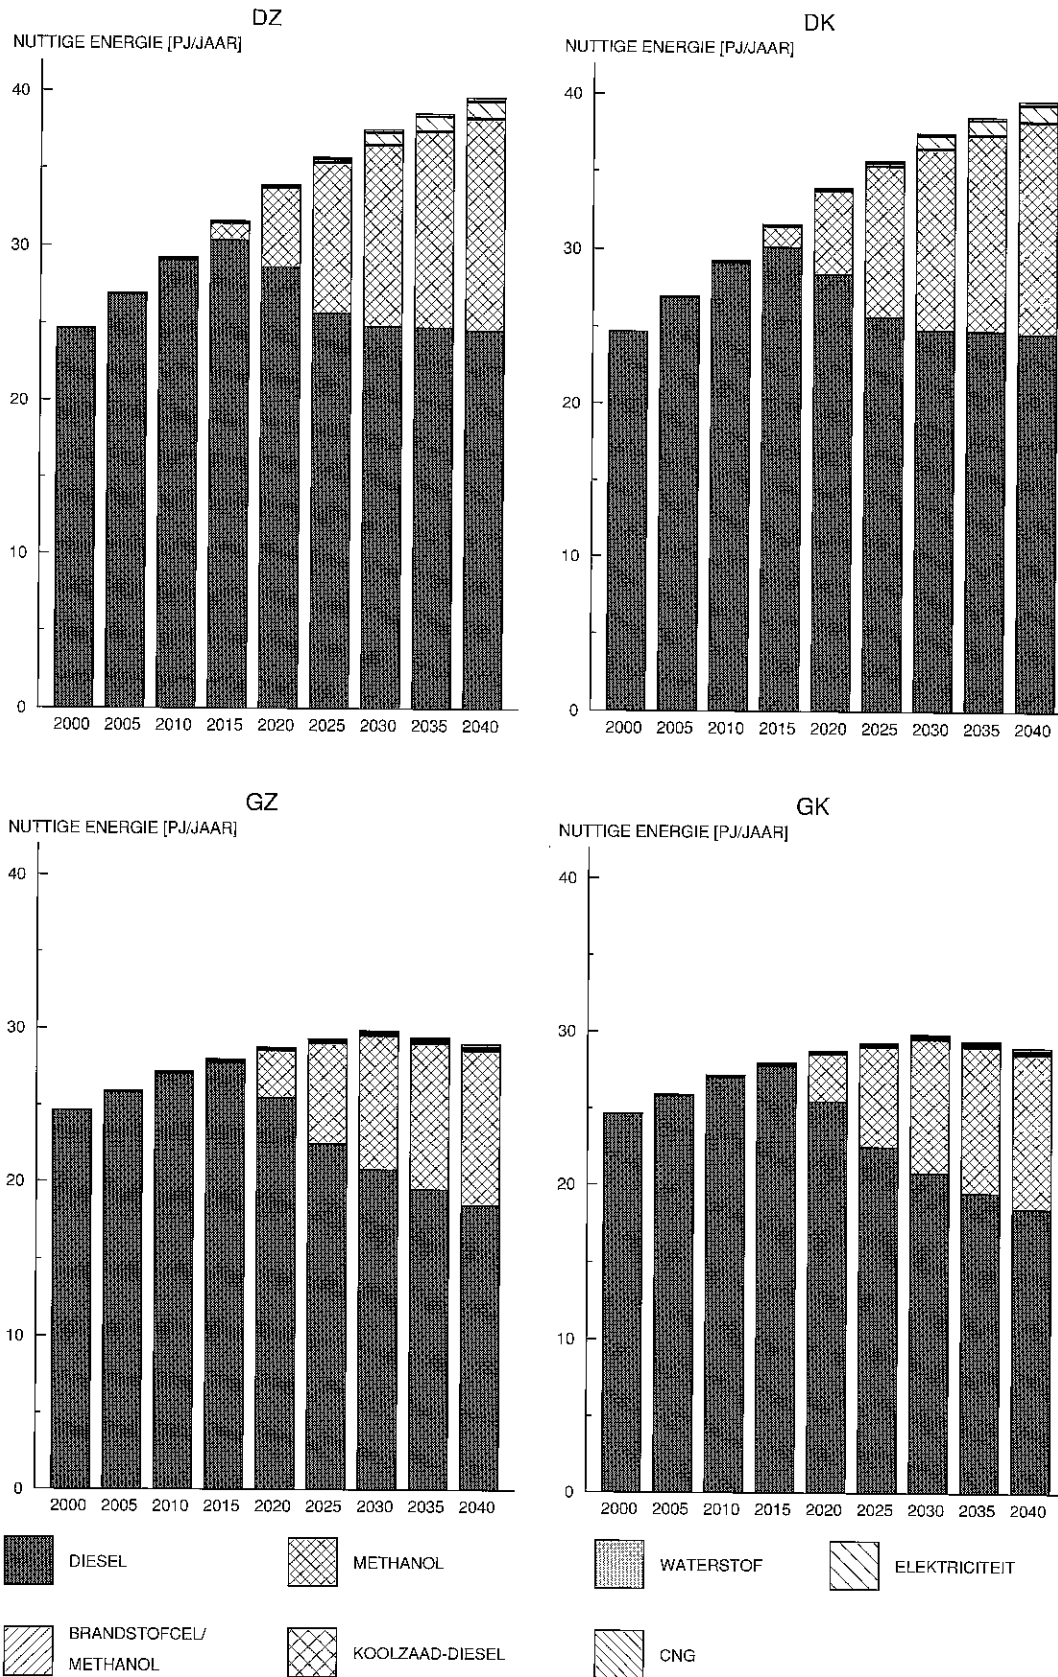 DZ
NUTTIGE ENERGIE [PJ/JAAR]
40
30
20
10
0
2000 2005 2010 2015 2020 2025 2030 2035 2040
DK
NUTTIGE ENERGIE [PJ/JAAR]
40
30
20
10
0
2000 2005 2010 2015 2020 2025 2030 2035 2040
GZ
NUTTIGE ENERGIE [PJ/JAAR]
40
30
20
10
0
2000 2005 2010 2015 2020 2025 2030 2035 2040
GK
NUTTIGE ENERGIE [PJ/JAAR]
40
30
20
10
0
2000 2005 2010 2015 2020 2025 2030 2035 2040
DIESEL
METHANOL
WATERSTOF
ELEKTRICITEIT
BRANDSTOFCEL/
METHANOL
KOOLZAAD-DIESEL
CNG